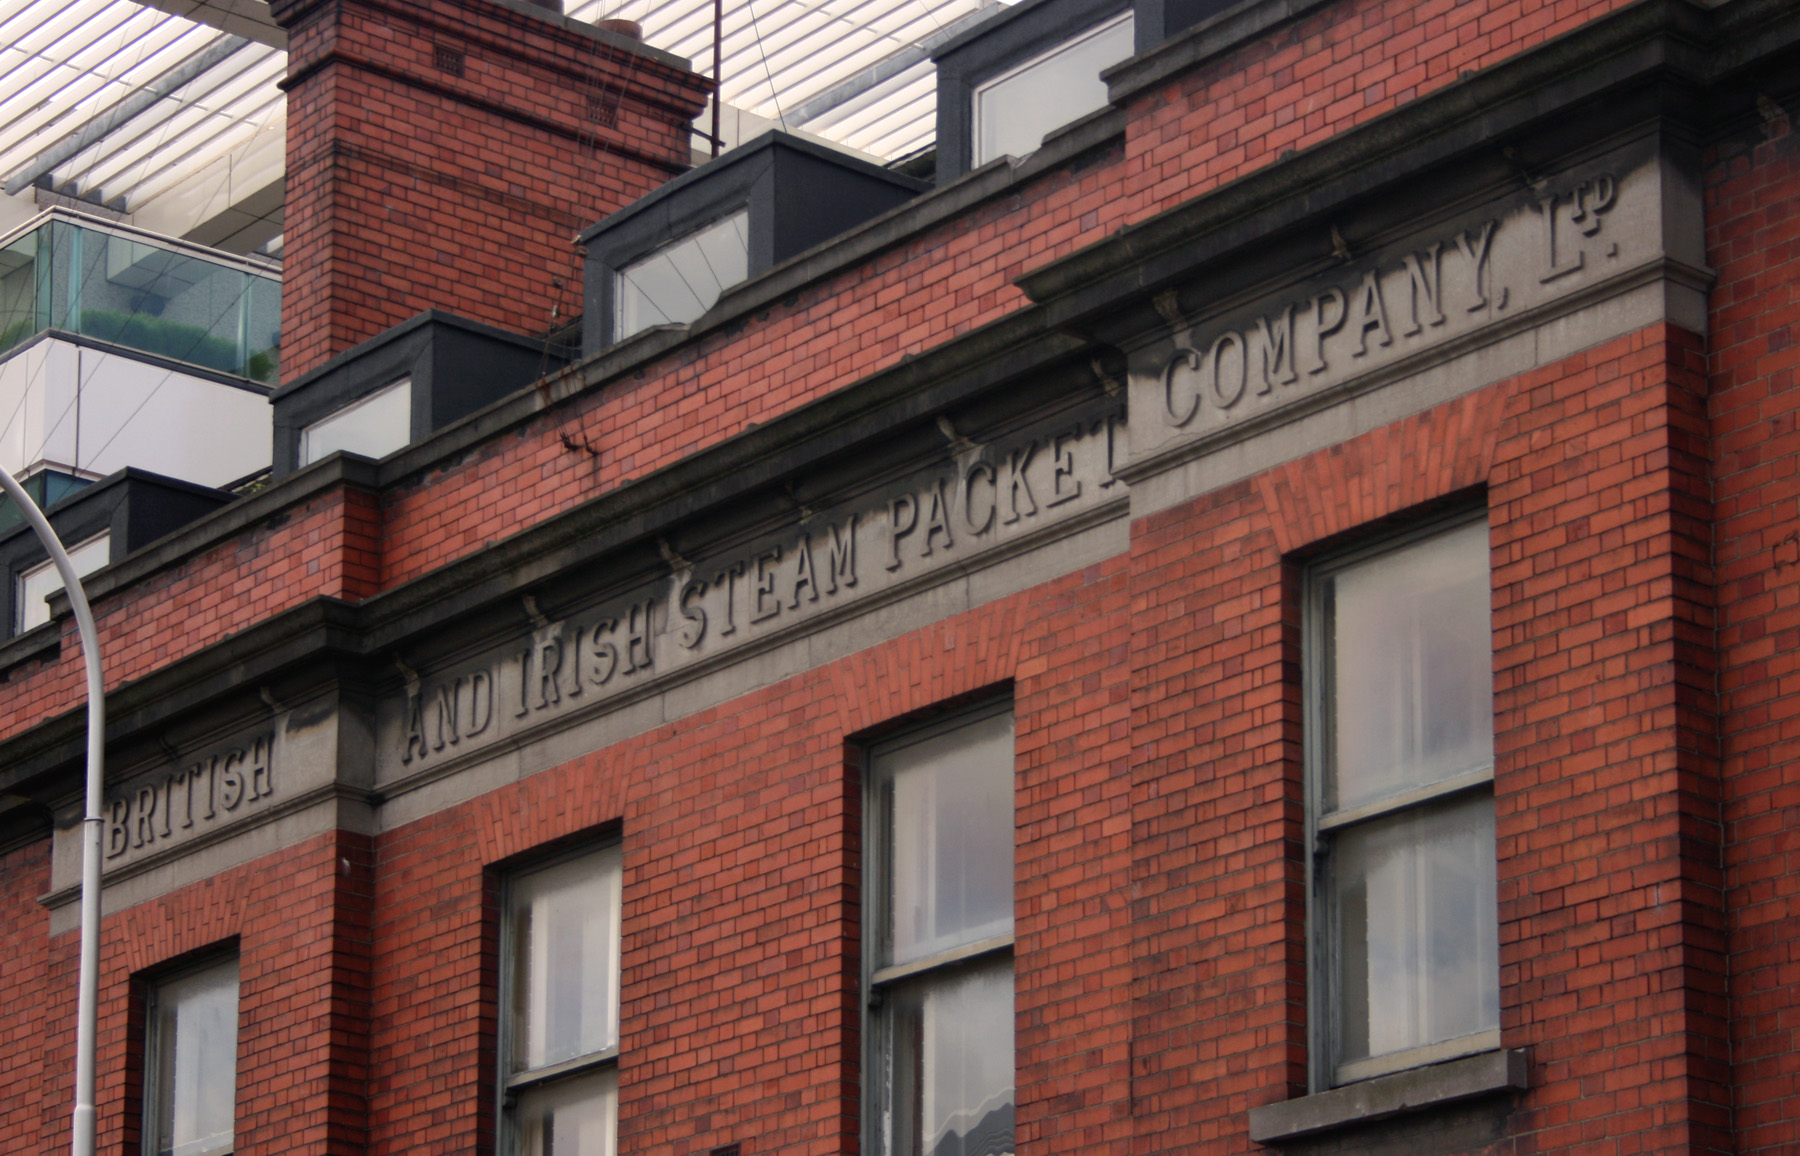 BRITISH AND IRISH STEAM PACKET COMPANY, LTD.